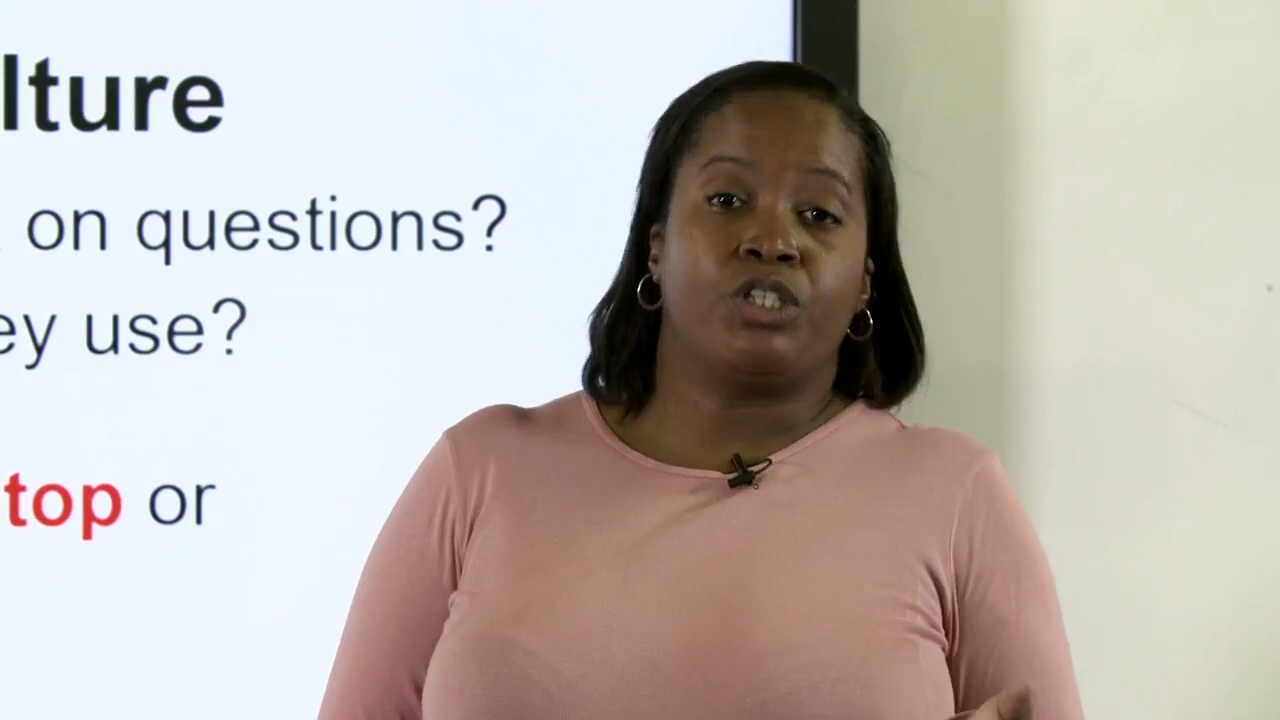 lture
on questions?
ey use?
top or